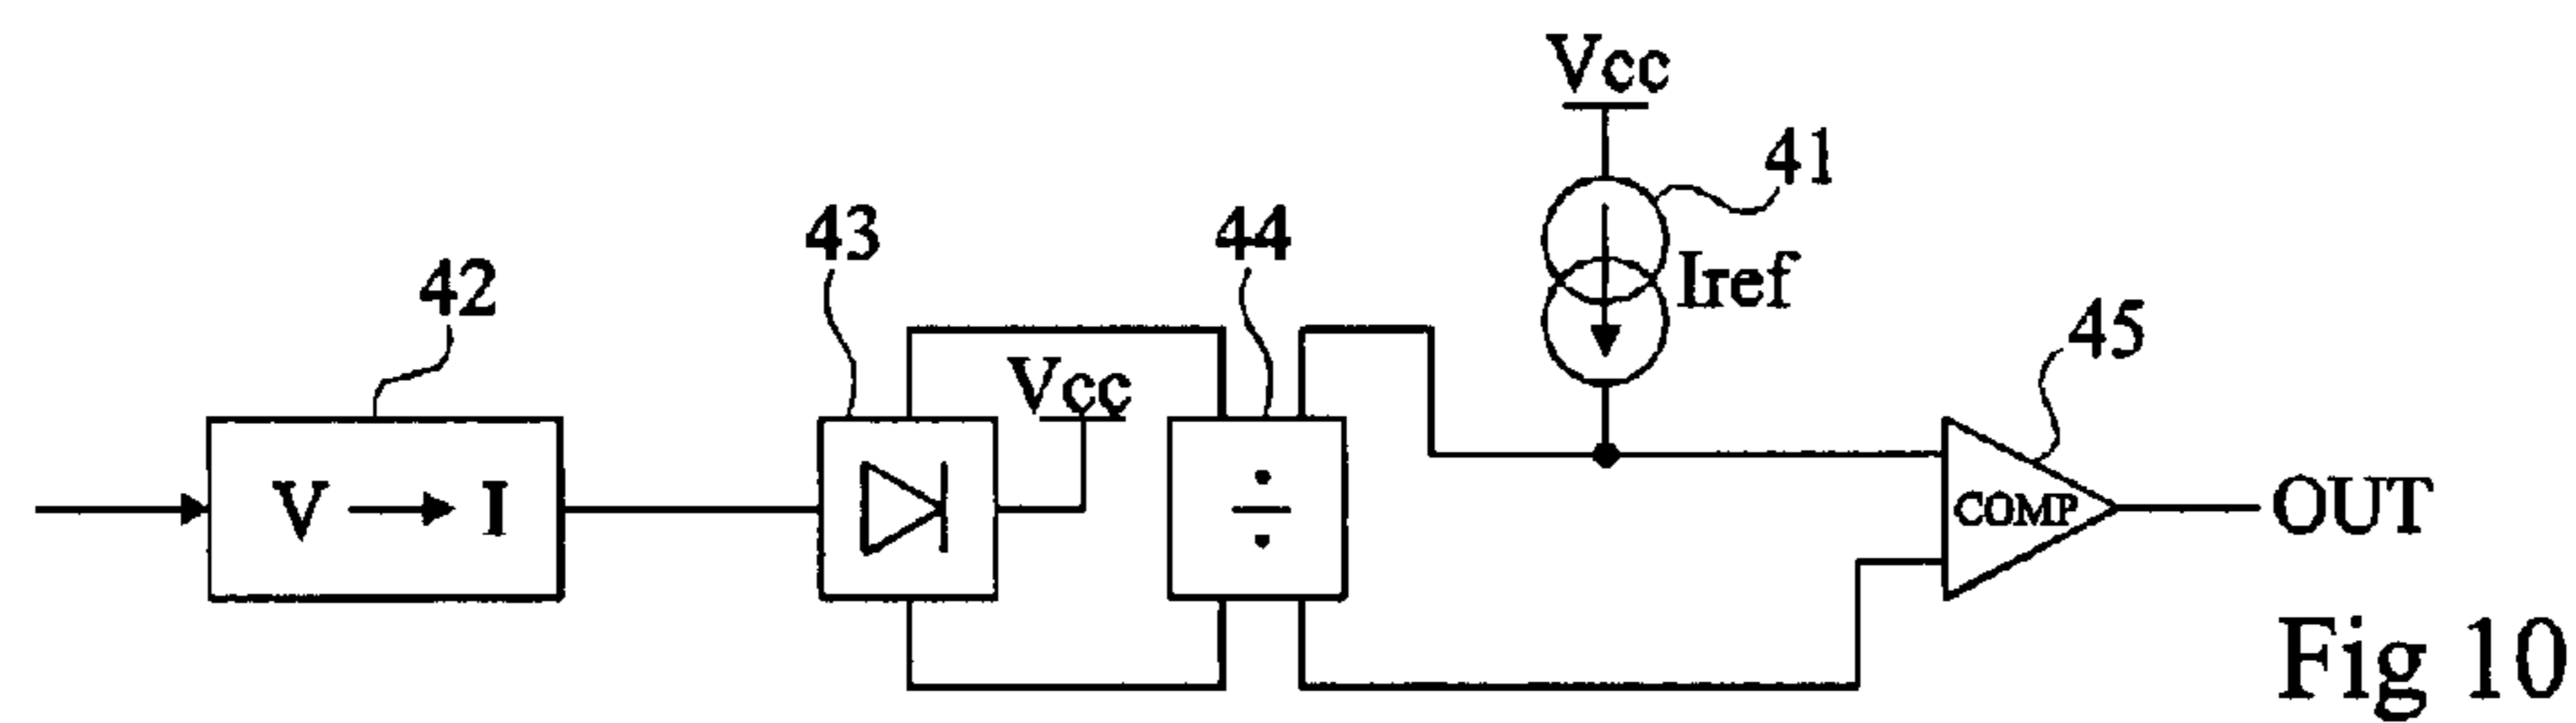 Vcc
41
43
44
Iref
42
45
Vcc
V → I
÷
COMP
OUT
Fig 10